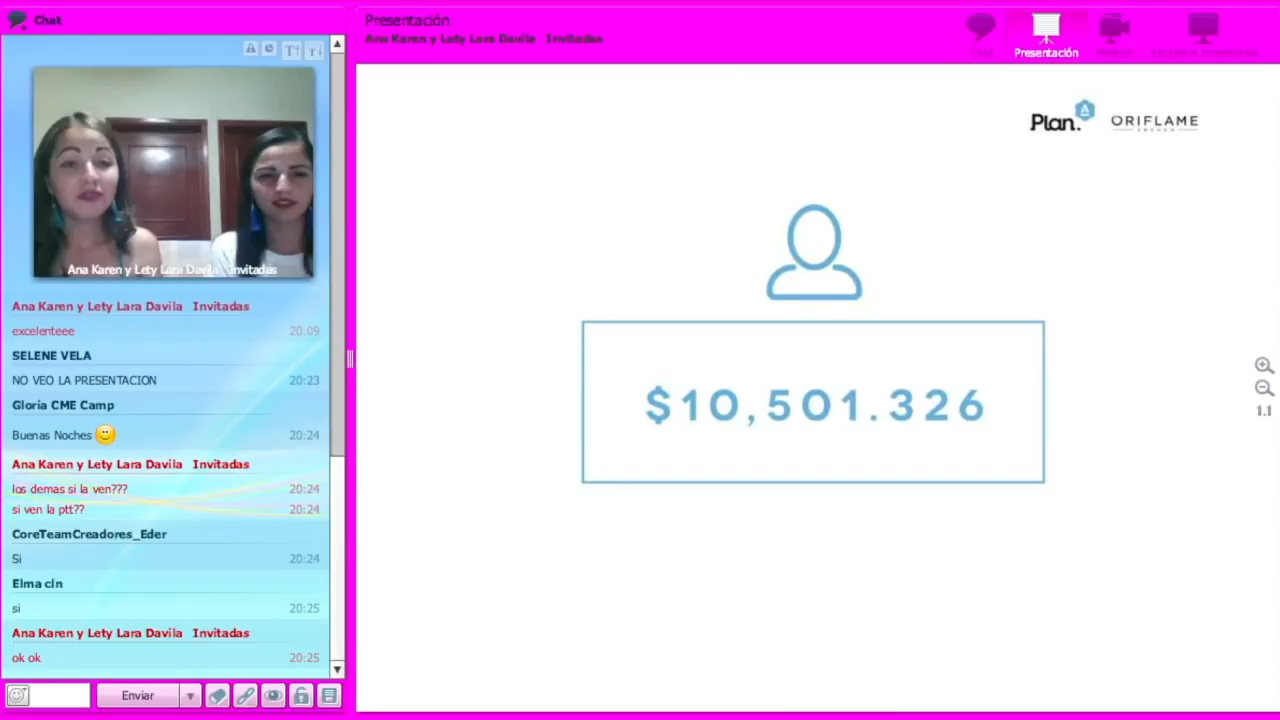 Chat
Presentación
Ana Karen y Lety Lara Davila Invitadas
Chat
Presentación
Plan.
ORIFLAME
SWEDEN
$10,501.326
1.1
Ana Karen y Lety Lara Davila Invitadas
Ana Karen y Lety Lara Davila Invitadas
excelenteee 20:09
SELENE VELA
NO VEO LA PRESENTACION 20:23
Gloria CME Camp
Buenas Noches 20:24
Ana Karen y Lety Lara Davila Invitadas
los demas si la ven??? 20:24
si ven la ptt?? 20:24
CoreTeamCreadores_Eder
Si 20:24
Elma cln
si 20:25
Ana Karen y Lety Lara Davila Invitadas
ok ok 20:25
Enviar